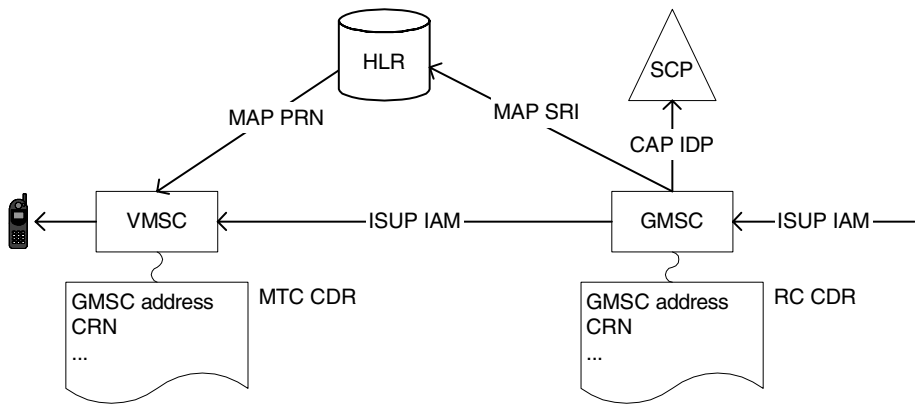 HLR
SCP
MAP PRN
MAP SRI
CAP IDP
VMSC
ISUP IAM
GMSC
ISUP IAM
GMSC address
CRN
...
MTC CDR
GMSC address
CRN
...
RC CDR